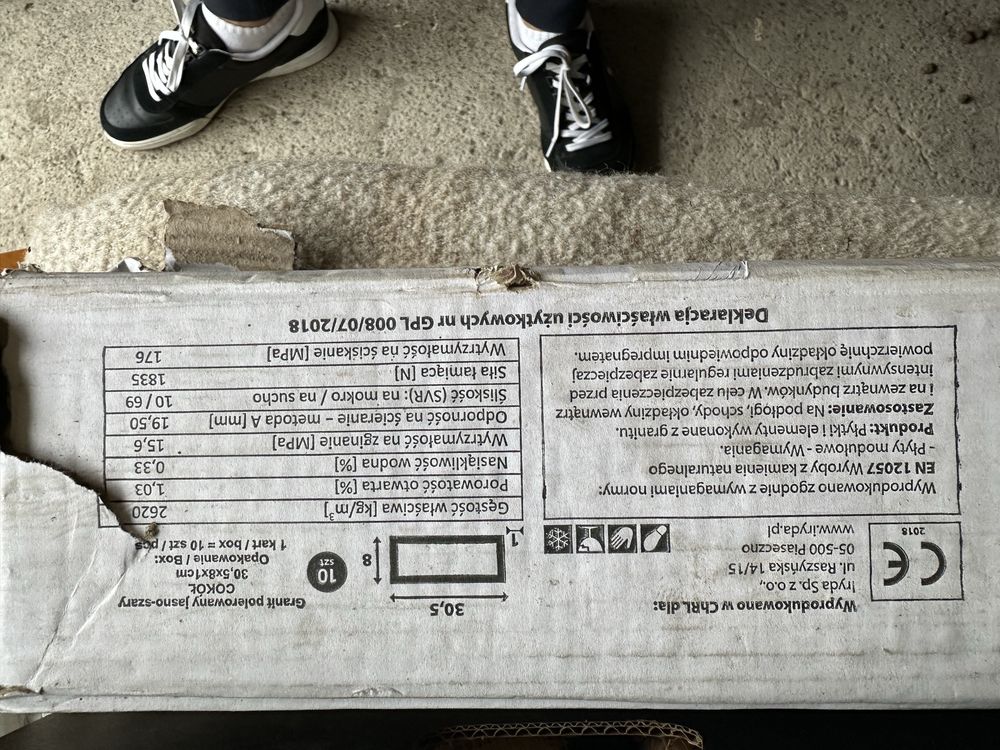 Wyprodukowano w ChRL dla:
Iryda Sp. z o.o.,
ul. Raszyńska 14/15
05-500 Piaseczno
www.iryda.pl
CE
2018
30,5
8
1
10
szt
Granit polerowany jasno-szary
COKÓŁ
30,5x8x1cm
Opakowanie / Box:
1 kart / box = 10 szt / pcs
Wyprodukowano zgodnie z wymaganiami normy:
EN 12057 Wyroby z kamienia naturalnego
- Płyty modułowe - Wymagania.
Produkt: Płytki i elementy wykonane z granitu.
Zastosowanie: Na podłogi, schody, okładziny wewnątrz
i na zewnątrz budynków. W celu zabezpieczenia przed
intensywnymi zabrudzeniami regularnie zabezpieczaj
powierzchnię okładziny odpowiednim impregnatem.
Gęstość właściwa [kg/m³] 2620
Porowatość otwarta [%] 1,03
Nasiąkliwość wodna [%] 0,33
Wytrzymałość na zginanie [MPa] 15,6
Odporność na ścieranie – metoda A [mm] 19,50
Śliskość (SVR): na mokro / na sucho 10 / 69
Siła łamiąca [N] 1835
Wytrzymałość na ściskanie [MPa] 176
Deklaracja właściwości użytkowych nr GPL 008/07/2018